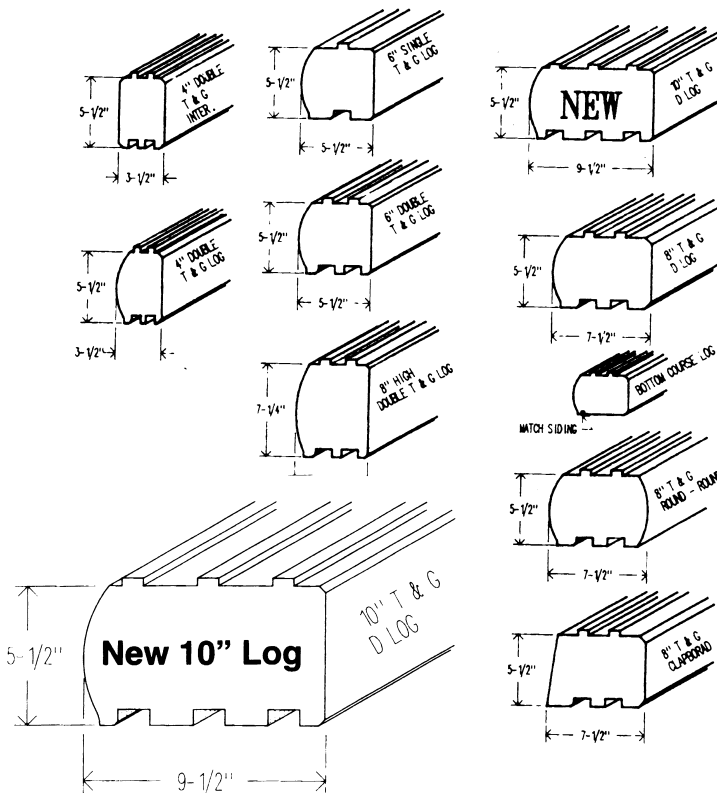 5-1/2"
4" DOUBLE
T & G
INTER.
3-1/2"
5-1/2"
6" SINGLE
T & G LOG
5-1/2"
5-1/2"
NEW
10" T & G
D LOG
9-1/2"
5-1/2"
4" DOUBLE
T & G LOG
3-1/2"
5-1/2"
6" DOUBLE
T & G LOG
5-1/2"
5-1/2"
8" T & G
D LOG
7-1/2"
7-1/4"
8" HIGH
DOUBLE T & G LOG
BOTTOM COURSE LOG
MATCH SIDING
5-1/2"
8" T & G
ROUND - ROUND
7-1/2"
5-1/2"
New 10” Log
10" T & G
D LOG
9-1/2"
5-1/2"
8" T & G
CLAPBORAD
7-1/2"